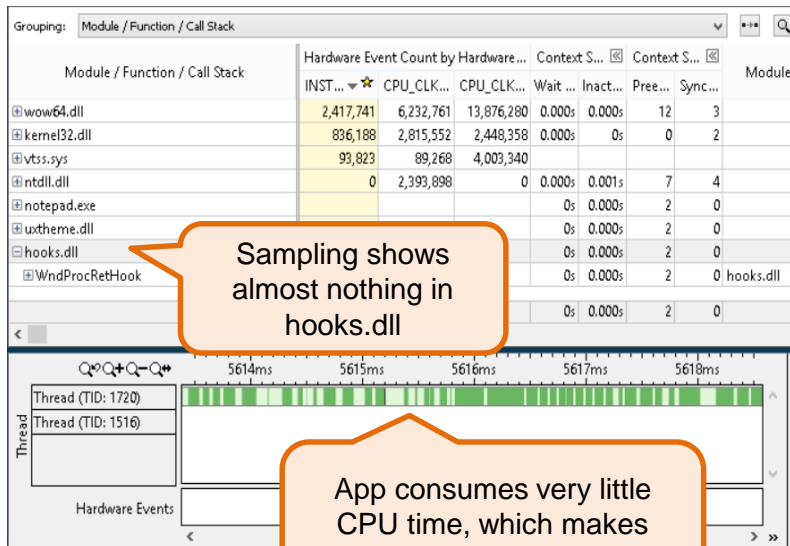 Grouping: Module / Function / Call Stack
Module / Function / Call Stack Hardware Event Count by Hardware... Context S... Context S... Module
INST... CPU_CLK... CPU_CLK... Wait ... Inact... Pree... Sync...
wow64.dll 2,417,741 6,232,761 13,876,280 0.000s 0.000s 12 3
kernel32.dll 836,188 2,815,552 2,448,358 0.000s 0s 0 2
vtss.sys 93,823 89,268 4,003,340
ntdll.dll 0 2,393,898 0 0.000s 0.001s 7 4
notepad.exe 0s 0.000s 2 0
uxtheme.dll 0s 0.000s 2 0
hooks.dll 0s 0.000s 2 0
WndProcRetHook 0s 0.000s 2 0 hooks.dll
0s 0.000s 2 0
Sampling shows
almost nothing in
hooks.dll
5614ms 5615ms 5616ms 5617ms 5618ms
Thread
Thread (TID: 1720)
Thread (TID: 1516)
Hardware Events
App consumes very little
CPU time, which makes